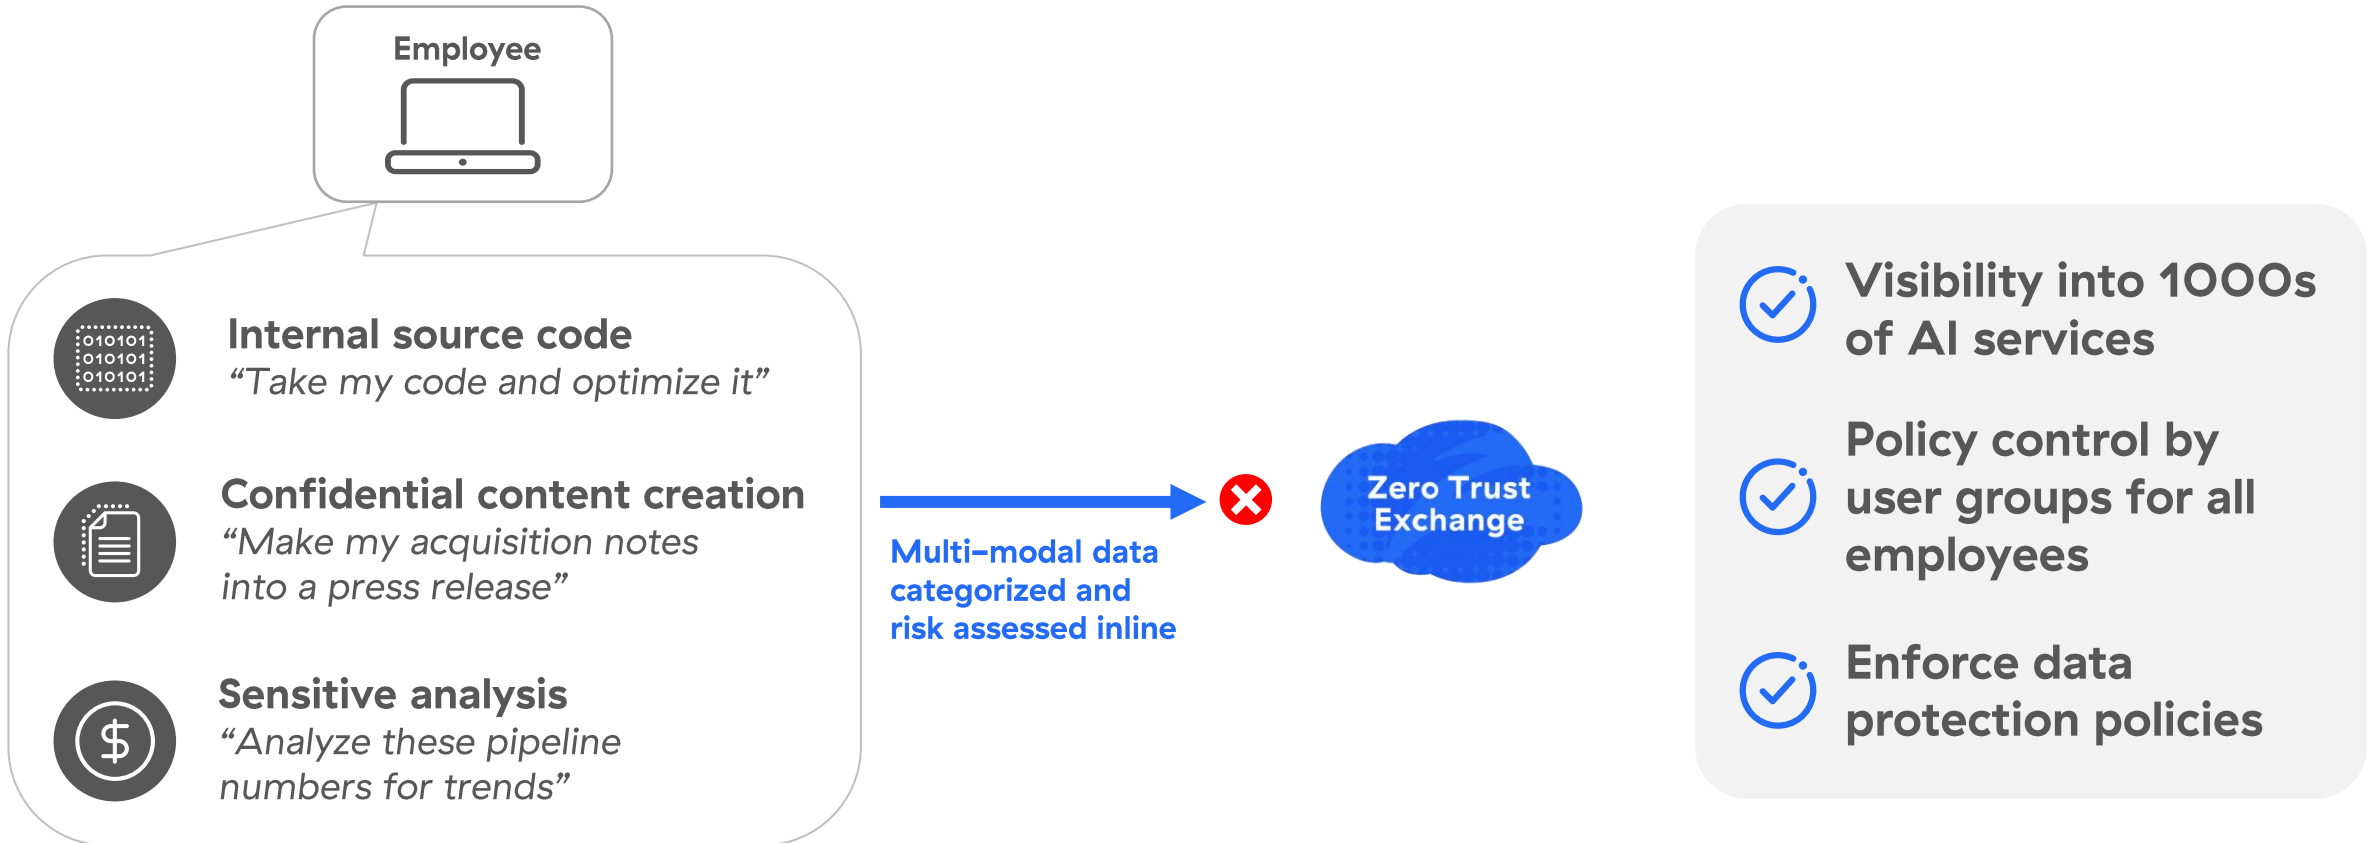 Employee
010101
010101
010101
Internal source code
“Take my code and optimize it”
Confidential content creation
“Make my acquisition notes
into a press release”
$
Sensitive analysis
“Analyze these pipeline
numbers for trends”
Multi-modal data
categorized and
risk assessed inline
Zero Trust
Exchange
Visibility into 1000s
of AI services
Policy control by
user groups for all
employees
Enforce data
protection policies